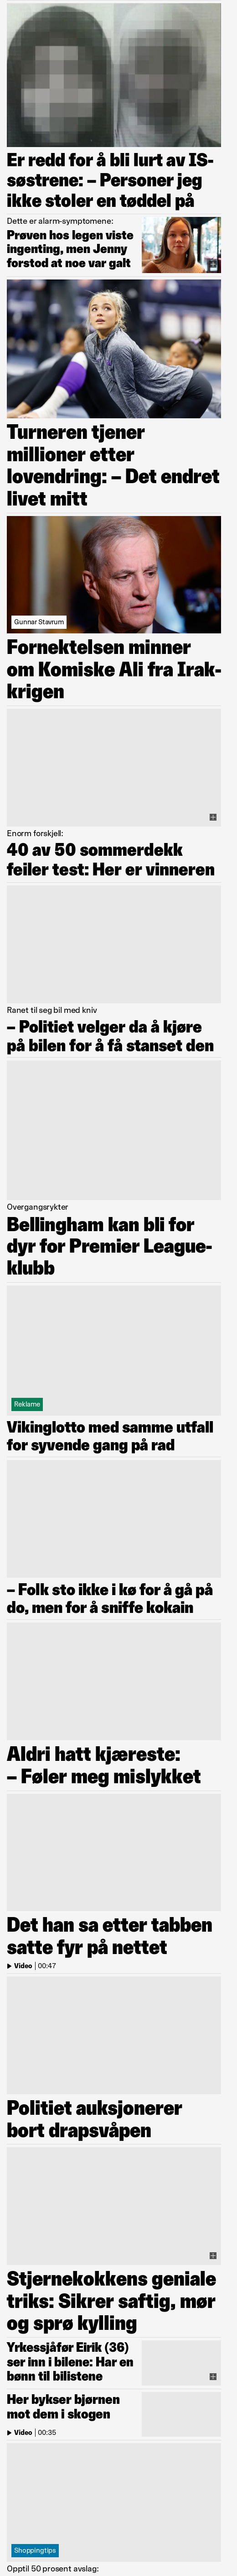 Er redd for å bli lurt av IS-
søstrene: – Personer jeg
ikke stoler en tøddel på
Dette er alarm-symptomene:
Prøven hos legen viste
ingenting, men Jenny
forstod at noe var galt
Turneren tjener
millioner etter
lovendring: – Det endret
livet mitt
Gunnar Stavrum
Fornektelsen minner
om Komiske Ali fra Irak-
krigen
Enorm forskjell:
40 av 50 sommerdekk
feiler test: Her er vinneren
Ranet til seg bil med kniv
– Politiet velger da å kjøre
på bilen for å få stanset den
Overgangsrykter
Bellingham kan bli for
dyr for Premier League-
klubb
Reklame
Vikinglotto med samme utfall
for syvende gang på rad
– Folk sto ikke i kø for å gå på
do, men for å sniffe kokain
Aldri hatt kjæreste:
– Føler meg mislykket
Det han sa etter tabben
satte fyr på nettet
Video | 00:47
Politiet auksjonerer
bort drapsvåpen
Stjernekokkens geniale
triks: Sikrer saftig, mør
og sprø kylling
Yrkessjåfør Eirik (36)
ser inn i bilene: Har en
bønn til bilistene
Her bykser bjørnen
mot dem i skogen
Video | 00:35
Shoppingtips
Opptil 50 prosent avslag: